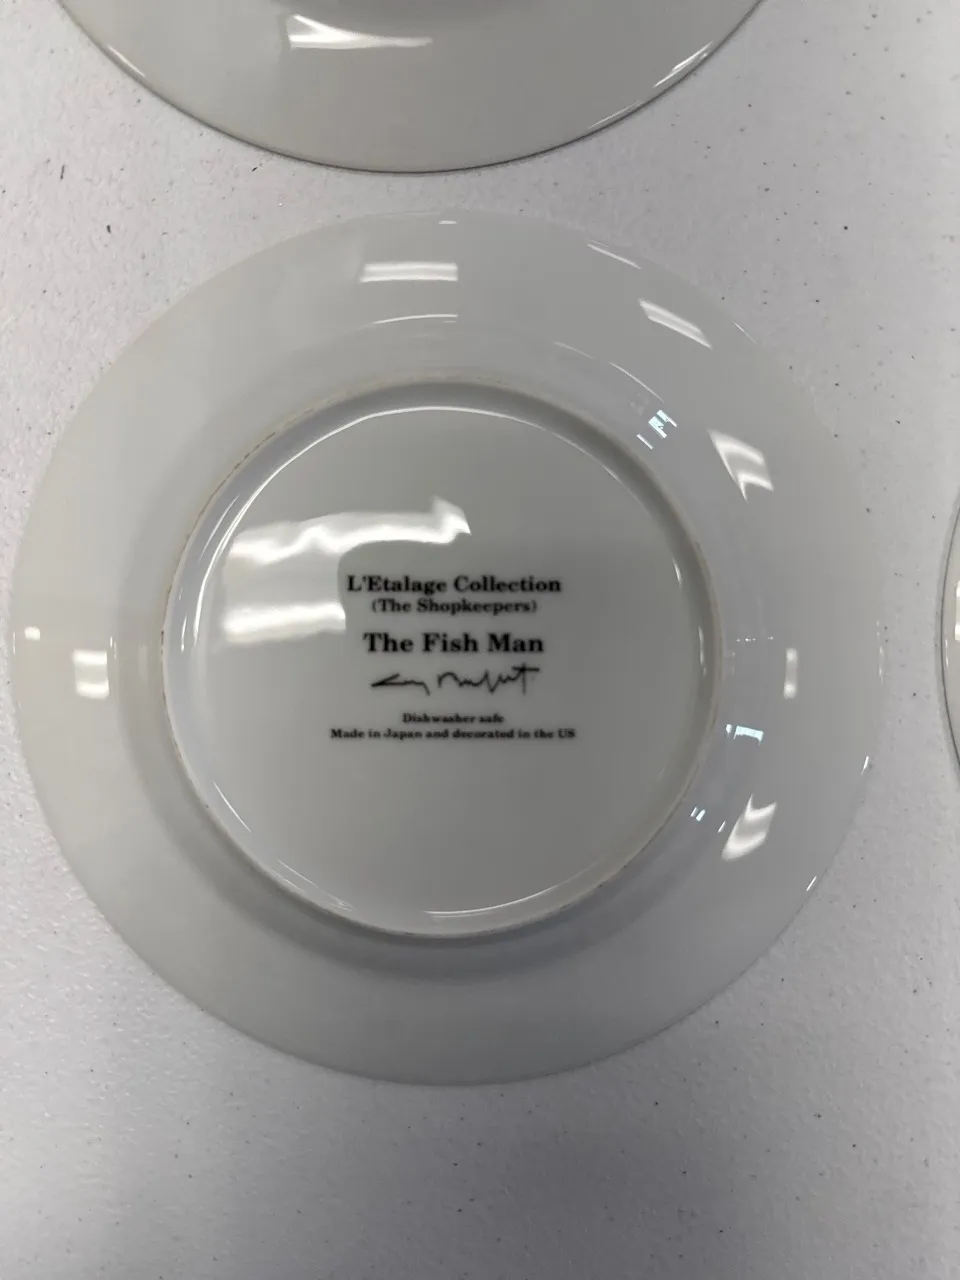 L'Etalage Collection
(The Shopkeepers)
The Fish Man
Dishwasher safe
Made in Japan and decorated in the US